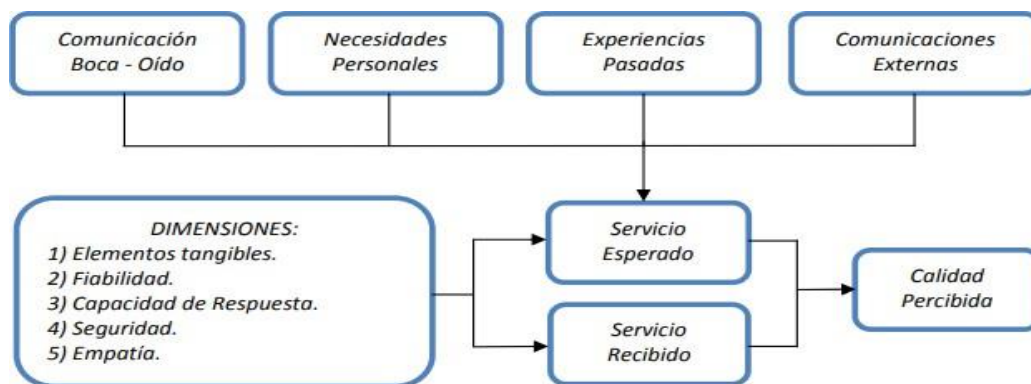 Comunicación
Boca - Oído
Necesidades
Personales
Experiencias
Pasadas
Comunicaciones
Externas
DIMENSIONES:
1) Elementos tangibles.
2) Fiabilidad.
3) Capacidad de Respuesta.
4) Seguridad.
5) Empatía.
Servicio
Esperado
Servicio
Recibido
Calidad
Percibida